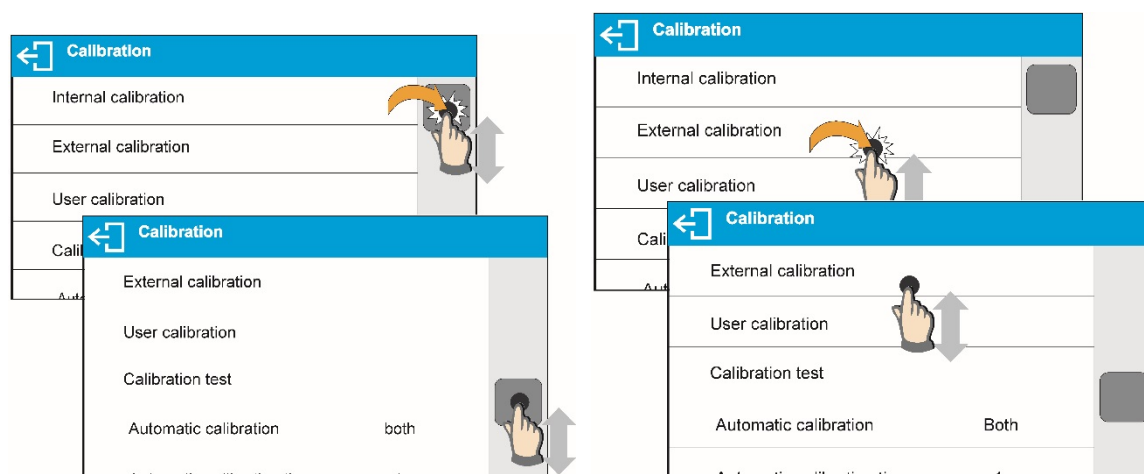 Calibration
Internal calibration
External calibration
User calibration
Calibration
External calibration
User calibration
Calibration test
Automatic calibration both
Calibration
Internal calibration
External calibration
User calibration
Calibration
External calibration
User calibration
Calibration test
Automatic calibration Both